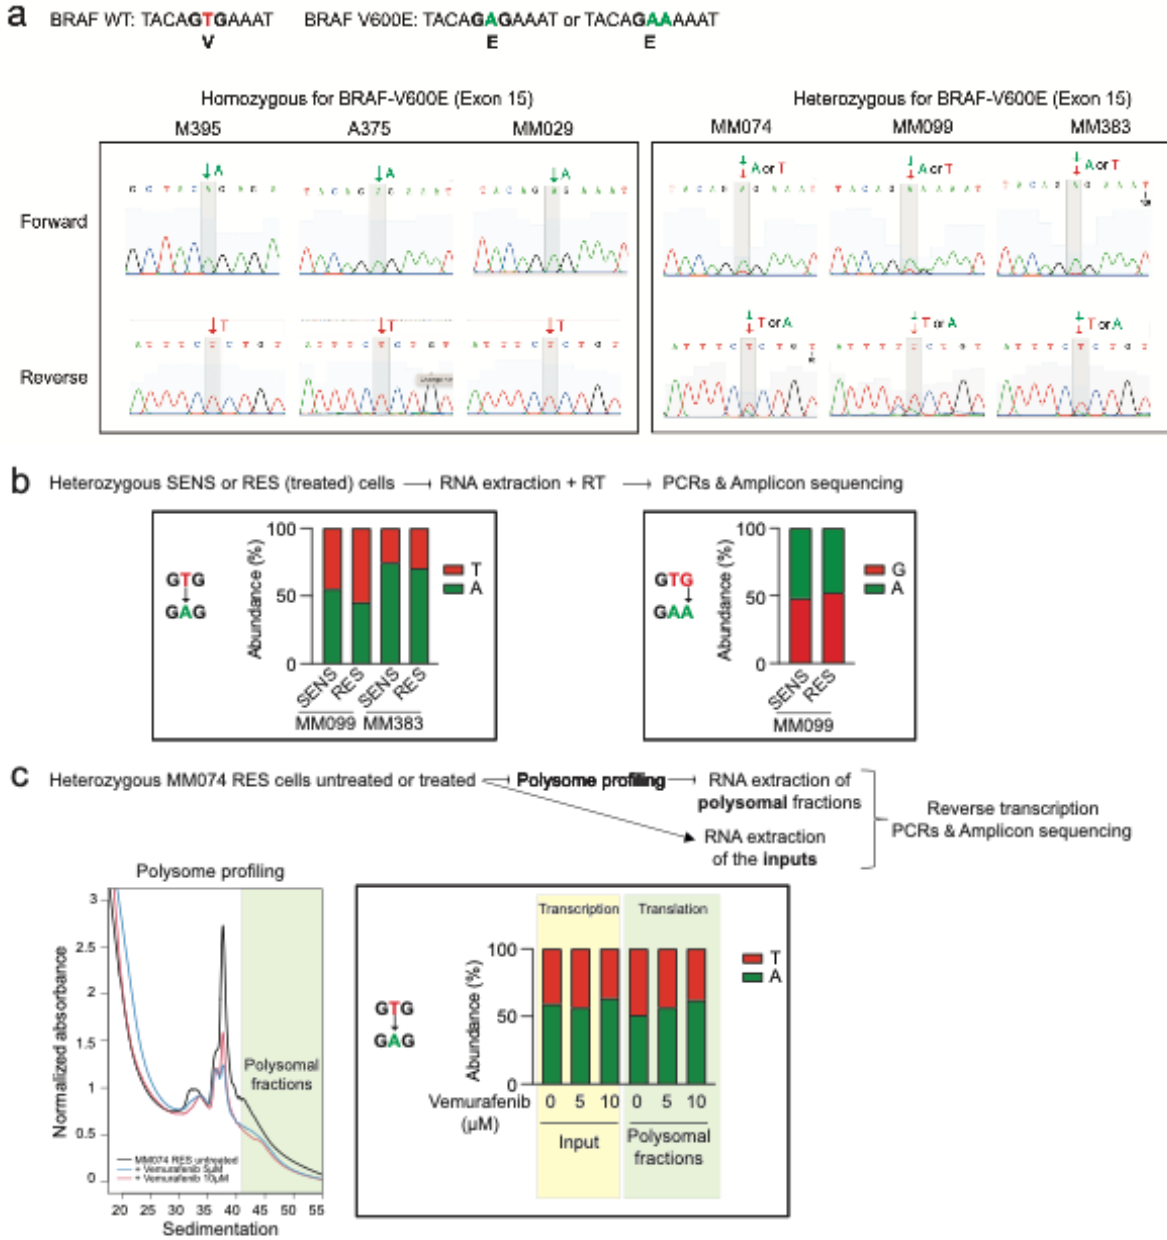 a
BRAF WT: TACAGTGAAAT BRAF V600E: TACAGAGAAAT or TACAGAAAAAT
V E E
Homozygous for BRAF-V600E (Exon 15) Heterozygous for BRAF-V600E (Exon 15)
M395 A375 MM029 MM074 MM099 MM383
A A A A or T A or T A or T
G C T A C A G A G A T A C A G A G A A A T T A C A G A G A A A T T A C A G A G A A A T T A C A G A A A A A T T A C A G A G A A A T
Forward
T T T T or A T or A T or A
A T T T C T C T G T A T T T C T C T G T A T T T C T C T G T A T T T C T C T G T A T T T T T C T G T A T T T C T C T G T
Reverse
b
Heterozygous SENS or RES (treated) cells → RNA extraction + RT → PCRs & Amplicon sequencing
GTG
GAG
Abundance (%)
100
50
0
T
A
SENS RES SENS RES
MM099 MM383
GTG
GAA
Abundance (%)
100
50
0
G
A
SENS RES
MM099
c
Heterozygous MM074 RES cells untreated or treated → Polysome profiling → RNA extraction of
polysomal fractions
RNA extraction
of the inputs
Reverse transcription
PCRs & Amplicon sequencing
Polysome profiling
Normalized absorbance
3
2.5
2
1.5
1
0.5
0
Polysomal
fractions
MM074 RES untreated
+ Vemurafenib 5µM
+ Vemurafenib 10µM
20 25 30 35 40 45 50 55
Sedimentation
GTG
GAG
Transcription Translation
Abundance (%)
100
50
0
T
A
Vemurafenib
(µM)
0 5 10 0 5 10
Input Polysomal
fractions